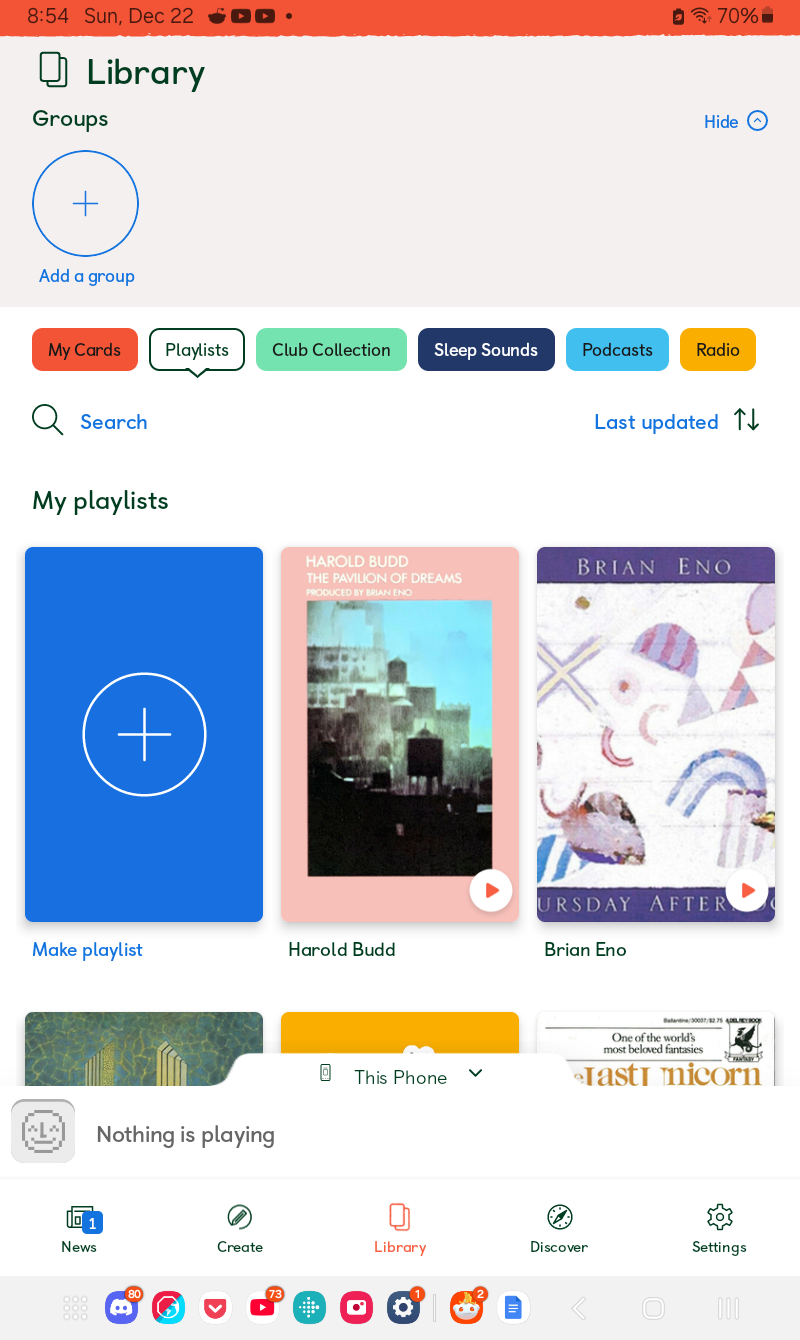 8:54 Sun, Dec 22
70%
Library
Groups
Hide
Add a group
My Cards
Playlists
Club Collection
Sleep Sounds
Podcasts
Radio
Search
Last updated
My playlists
HAROLD BUDD
THE PAVILION OF DREAMS
PRODUCED BY BRIAN ENO
BRIAN ENO
URSDAY AFTER
Make playlist
Harold Budd
Brian Eno
Ballantine/30037/$2.75
A DEL REY BOOK
FANTASY
One of the world's
most beloved fantasies
e Last Unicorn
This Phone
Nothing is playing
1
News
Create
Library
Discover
Settings
80
73
1
2